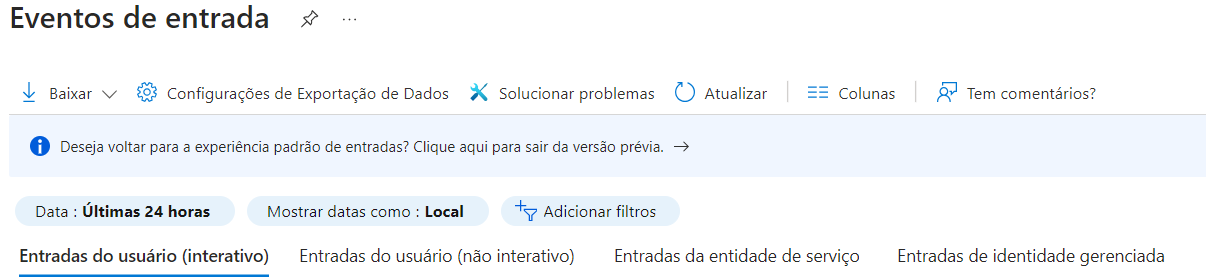 Eventos de entrada
Baixar Configurações de Exportação de Dados Solucionar problemas Atualizar Colunas Tem comentários?
Deseja voltar para a experiência padrão de entradas? Clique aqui para sair da versão prévia. →
Data : Últimas 24 horas Mostrar datas como : Local Adicionar filtros
Entradas do usuário (interativo) Entradas do usuário (não interativo) Entradas da entidade de serviço Entradas de identidade gerenciada